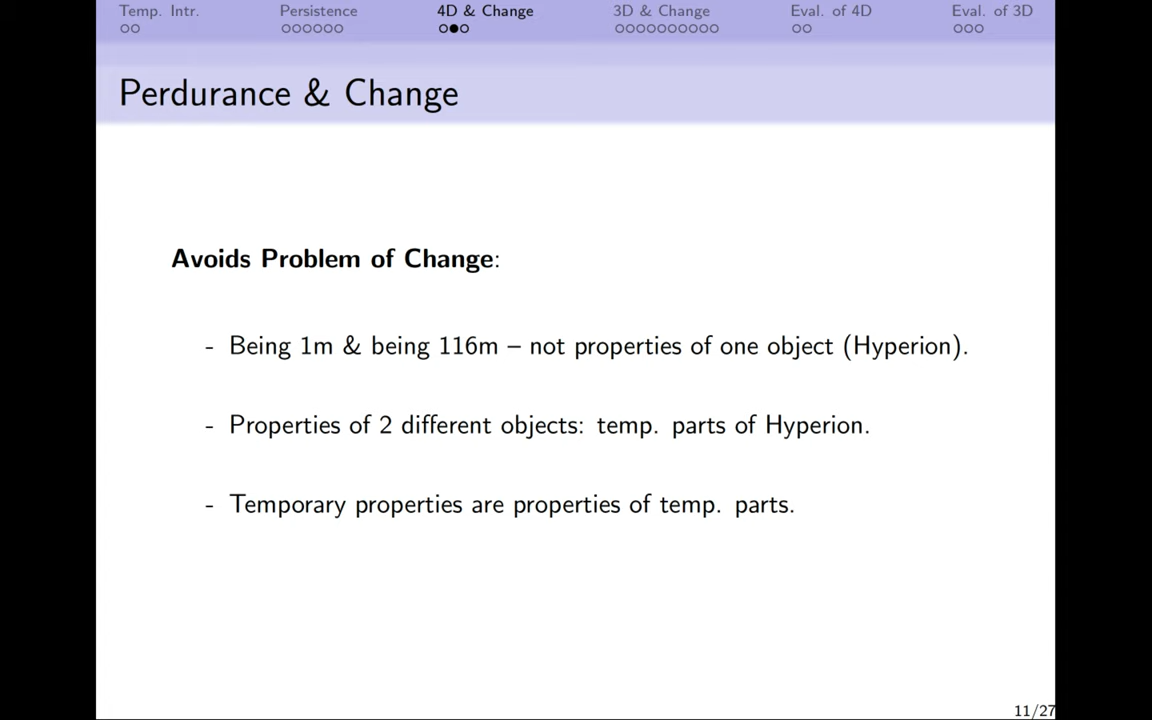 Temp. Intr. Persistence 4D & Change 3D & Change Eval. of 4D Eval. of 3D
Perdurance & Change
Avoids Problem of Change:
- Being 1m & being 116m – not properties of one object (Hyperion).
- Properties of 2 different objects: temp. parts of Hyperion.
- Temporary properties are properties of temp. parts.
11/27